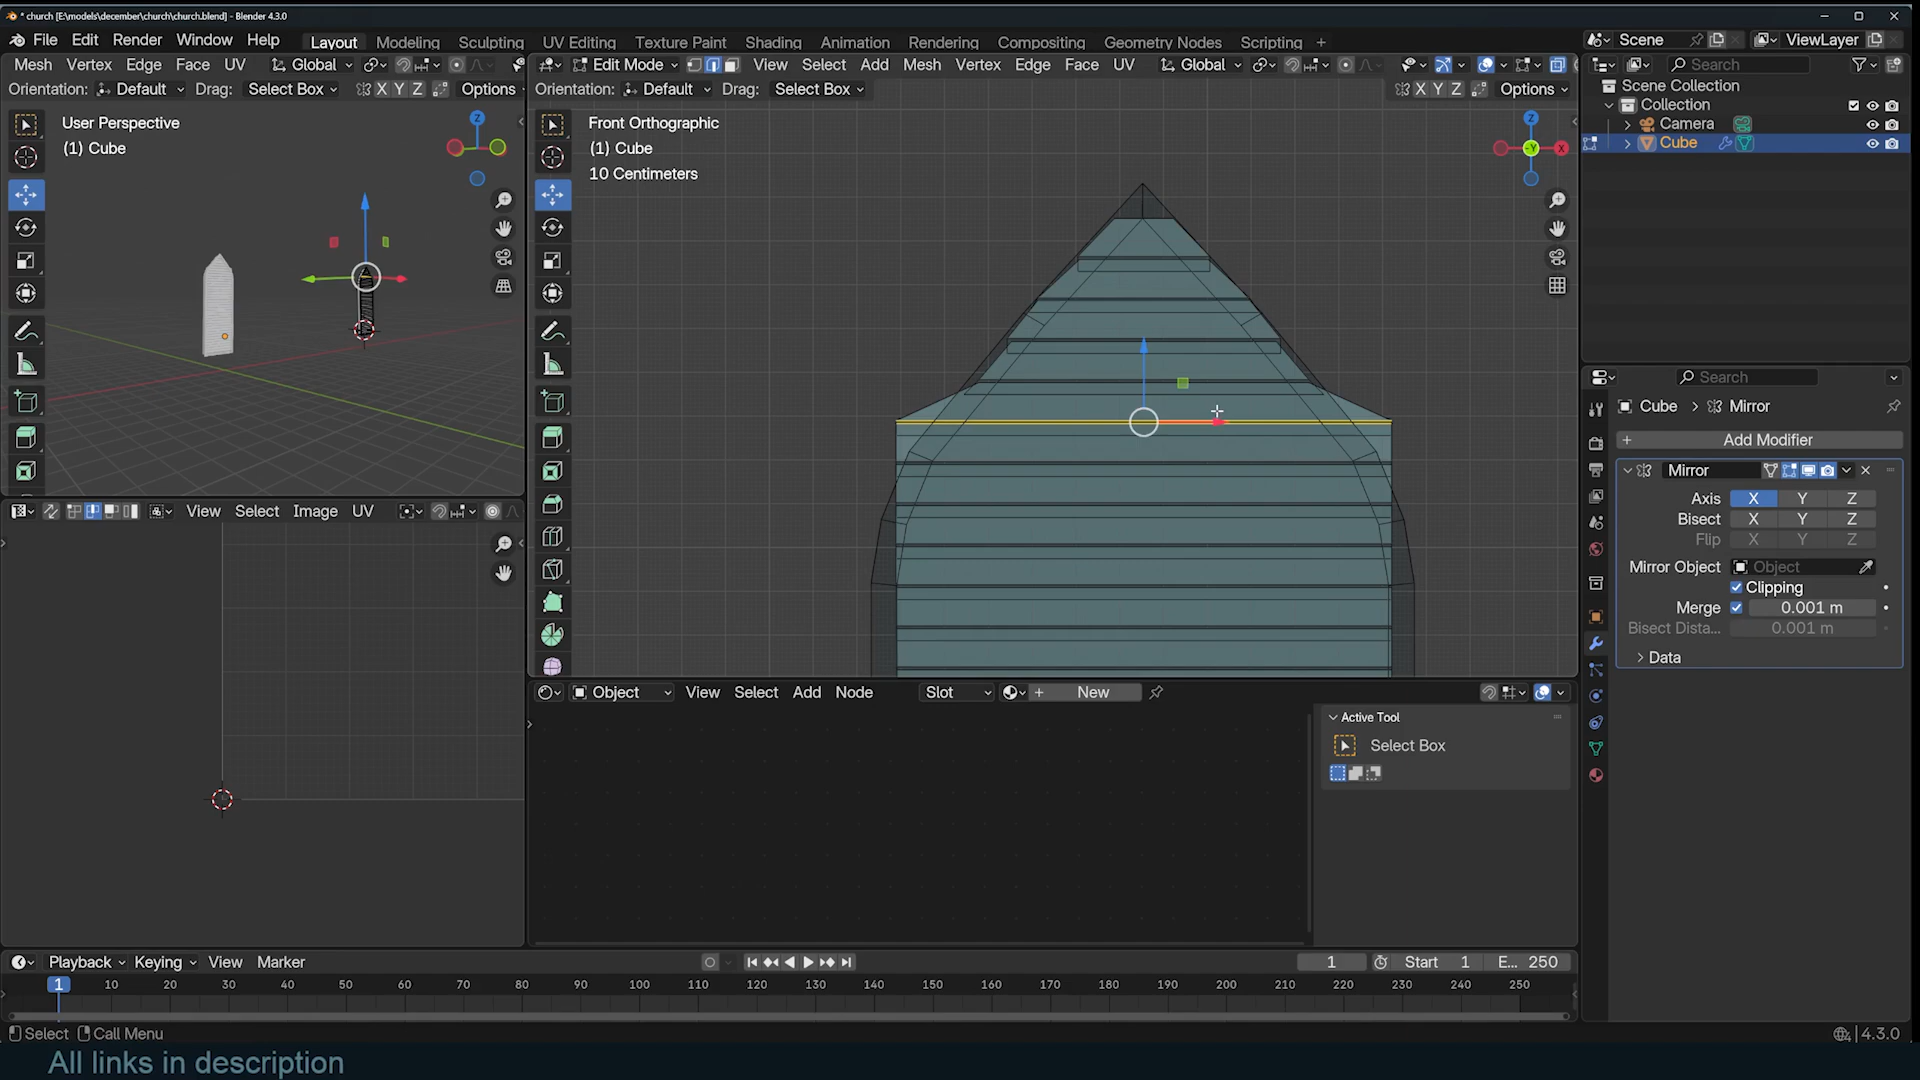 * church [E:\models\december\church\church.blend] - Blender 4.3.0
File Edit Render Window Help
Layout Modeling Sculpting UV Editing Texture Paint Shading Animation Rendering Compositing Geometry Nodes Scripting +
Scene
ViewLayer
Mesh Vertex Edge Face UV Global
Edit Mode View Select Add Mesh Vertex Edge Face UV Global
Search
Orientation: Default Drag: Select Box X Y Z Options
Orientation: Default Drag: Select Box X Y Z Options
Scene Collection
Collection
Camera
Cube
User Perspective
(1) Cube
Z
Front Orthographic
(1) Cube
10 Centimeters
Z
-Y
X
Search
Cube > Mirror
+ Add Modifier
Mirror
Axis X Y Z
Bisect X Y Z
Flip X Y Z
Mirror Object Object
Clipping
Merge 0.001 m
Bisect Dista... 0.001 m
Data
View Select Image UV
Object View Select Add Node Slot + New
Active Tool
Select Box
Playback Keying View Marker
1 Start 1 E... 250
1 10 20 30 40 50 60 70 80 90 100 110 120 130 140 150 160 170 180 190 200 210 220 230 240 250
Select Call Menu
4.3.0
All links in description